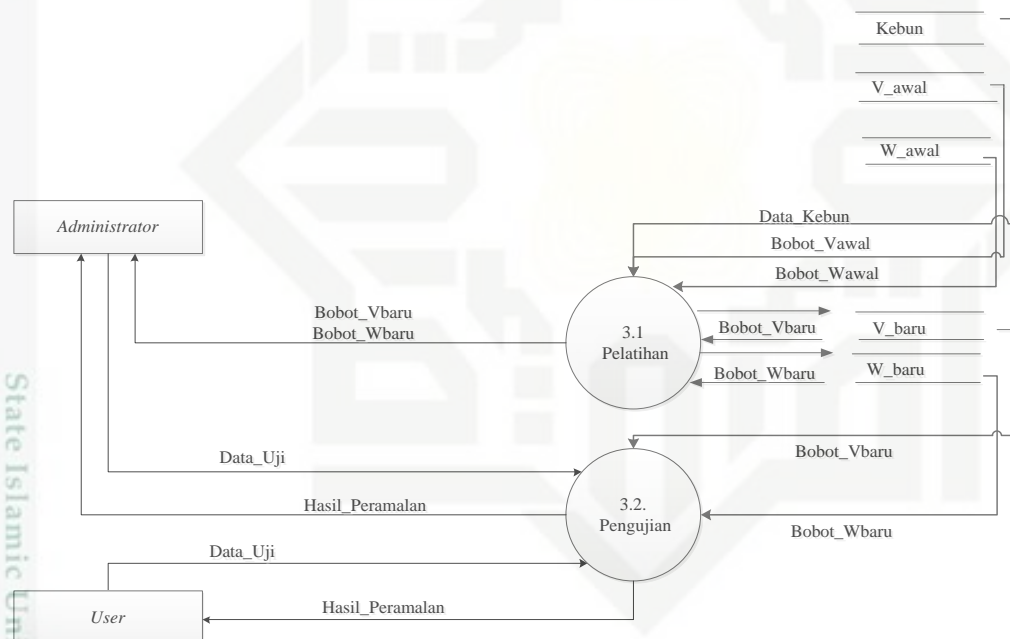 Kebun
V_awal
W_awal
Administrator
Data_Kebun
Bobot_Vawal
Bobot_Wawal
Bobot_Vbaru
Bobot_Wbaru
3.1
Pelatihan
Bobot_Vbaru
V_baru
Bobot_Wbaru
W_baru
Data_Uji
Bobot_Vbaru
Hasil_Peramalan
3.2.
Pengujian
Bobot_Wbaru
Data_Uji
Hasil_Peramalan
User
State Islamic Un